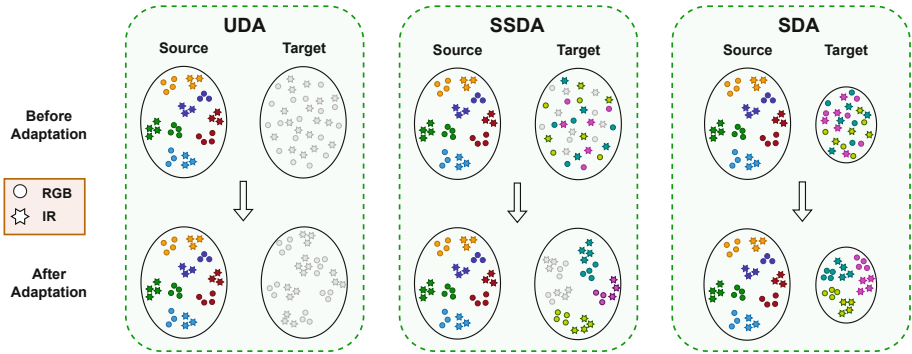 UDA
SSDA
SDA
Source
Target
Source
Target
Source
Target
Before
Adaptation
RGB
IR
After
Adaptation